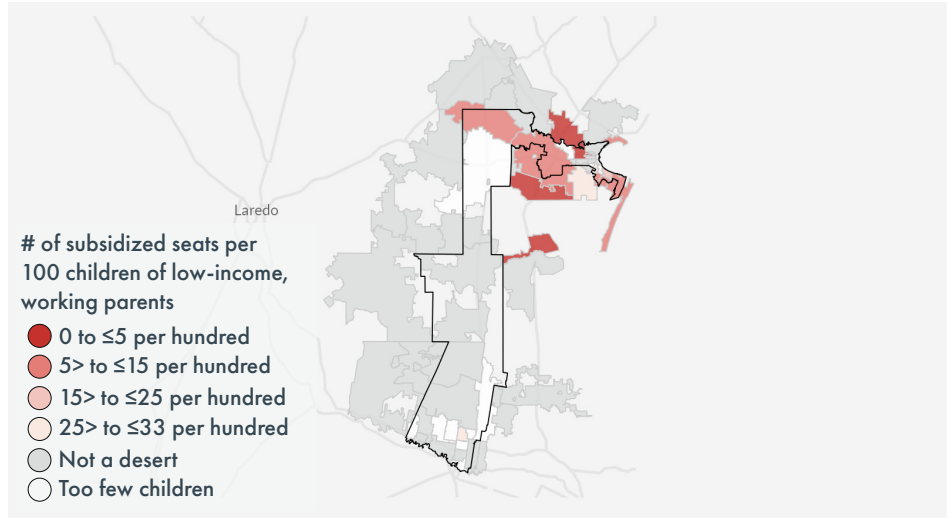 Laredo
# of subsidized seats per
100 children of low-income,
working parents
0 to ≤5 per hundred
5> to ≤15 per hundred
15> to ≤25 per hundred
25> to ≤33 per hundred
Not a desert
Too few children